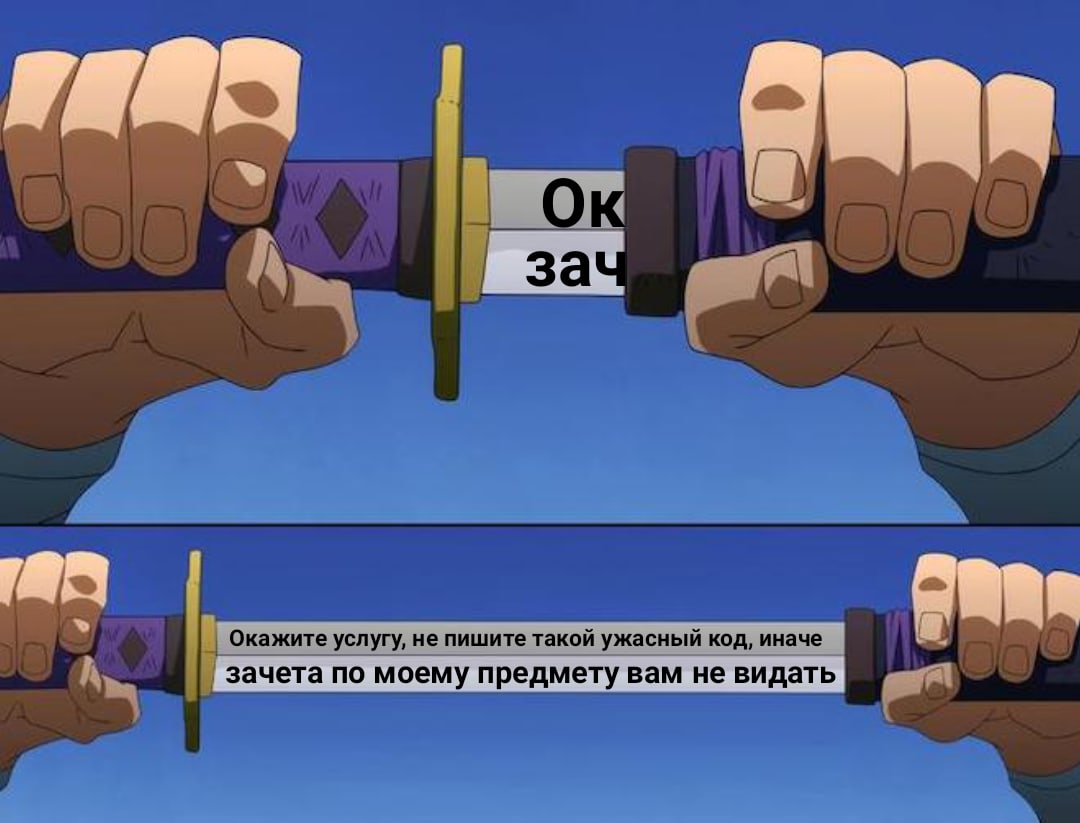 Ок
зач
Окажите услугу, не пишите такой ужасный код, иначе
зачета по моему предмету вам не видать